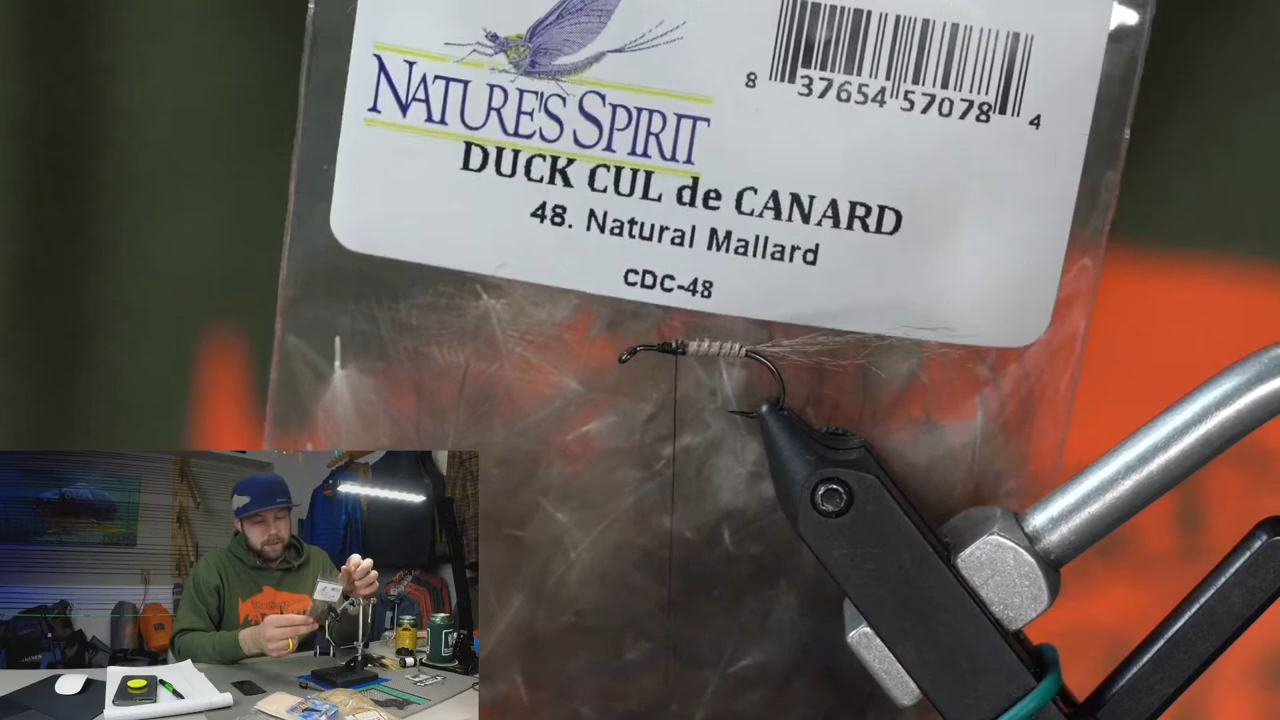 NATURE'S SPIRIT
8 37654 57078 4
DUCK CUL de CANARD
48. Natural Mallard
CDC-48